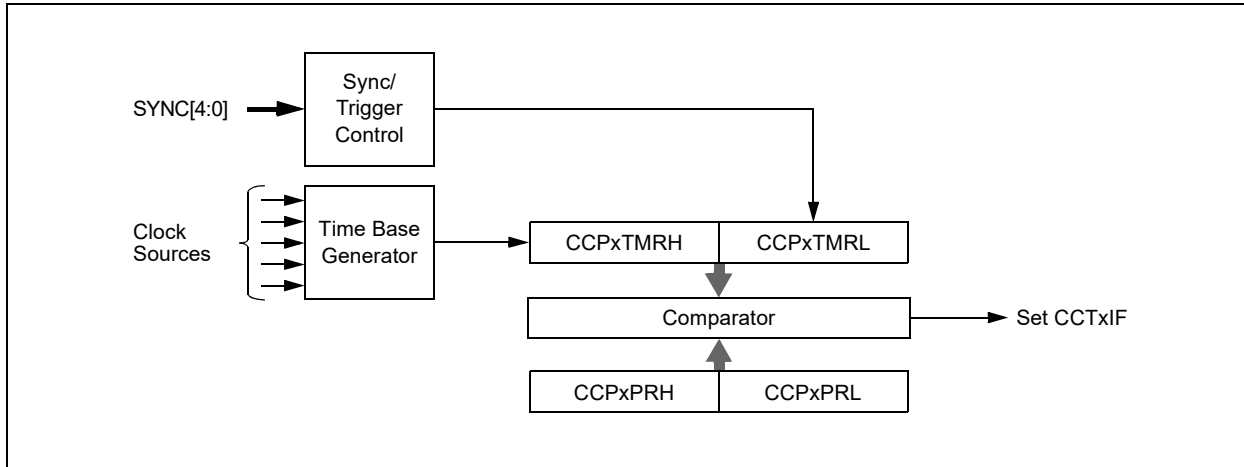 Sync/
Trigger
Control
SYNC[4:0]
Clock
Sources
Time Base
Generator
CCPxTMRH
CCPxTMRL
Comparator
Set CCTxIF
CCPxPRH
CCPxPRL